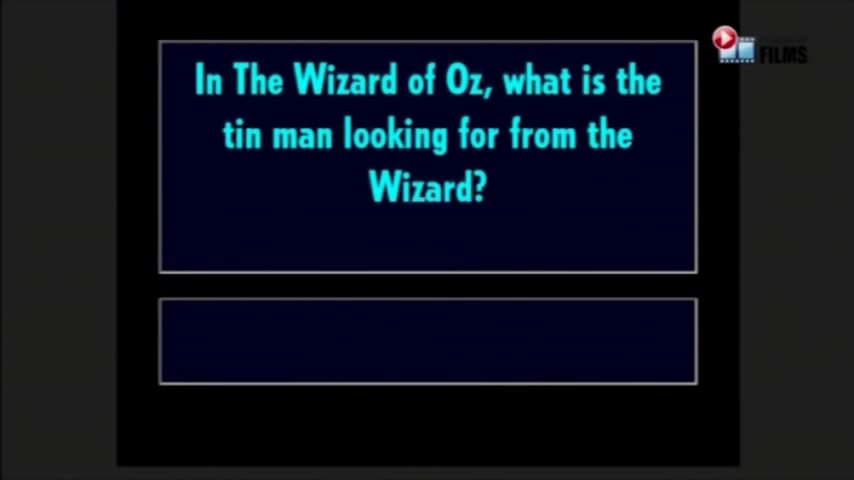 In The Wizard of Oz, what is the
tin man looking for from the
Wizard?
FILMS